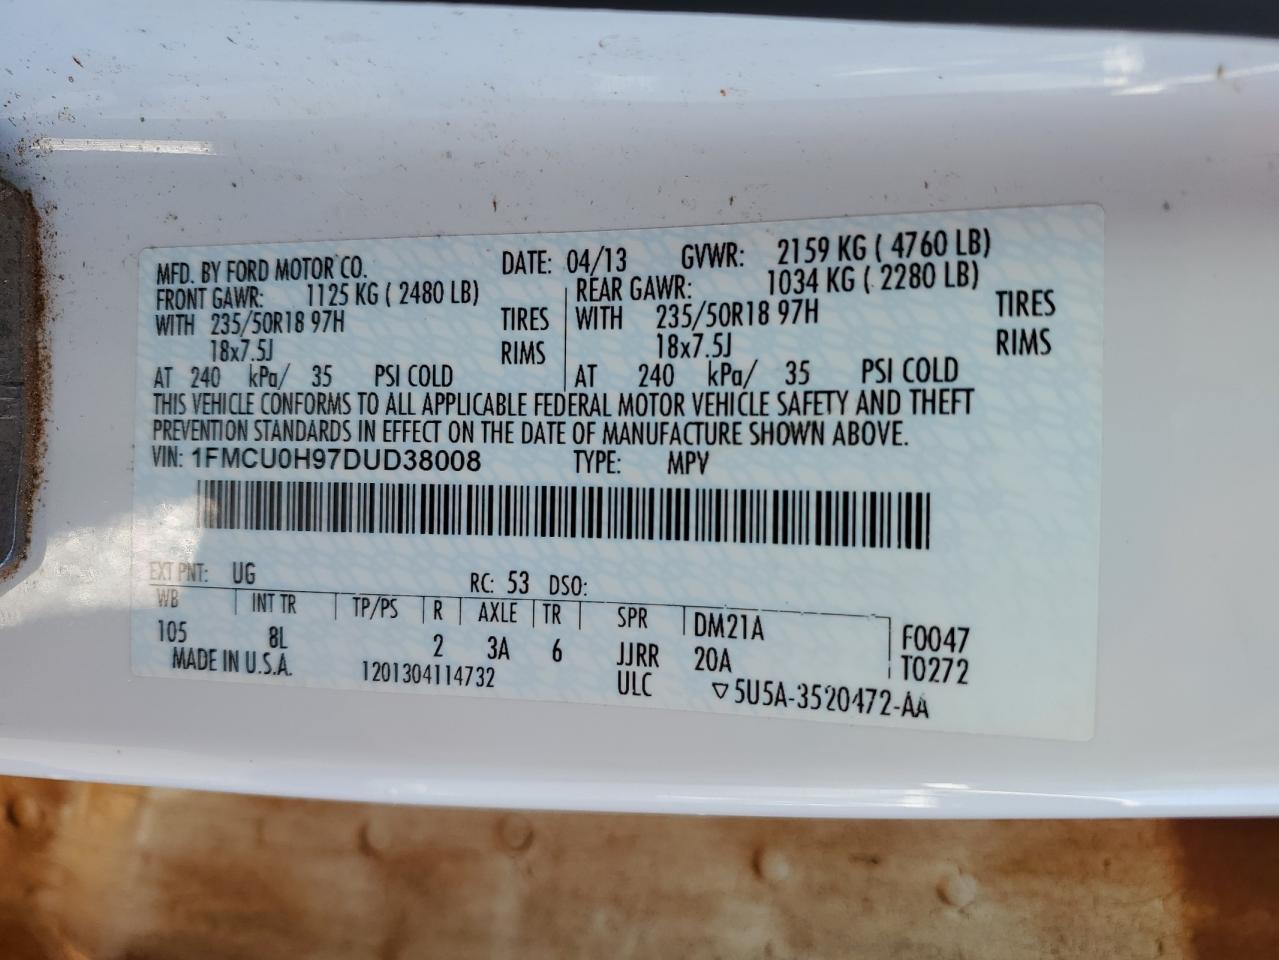 MFD. BY FORD MOTOR CO. DATE: 04/13 GVWR: 2159 KG ( 4760 LB)
FRONT GAWR: 1125 KG ( 2480 LB) REAR GAWR: 1034 KG ( 2280 LB)
WITH 235/50R18 97H TIRES WITH 235/50R18 97H TIRES
18x7.5J RIMS 18x7.5J RIMS
AT 240 kPa/ 35 PSI COLD AT 240 kPa/ 35 PSI COLD
THIS VEHICLE CONFORMS TO ALL APPLICABLE FEDERAL MOTOR VEHICLE SAFETY AND THEFT
PREVENTION STANDARDS IN EFFECT ON THE DATE OF MANUFACTURE SHOWN ABOVE.
VIN: 1FMCU0H97DUD38008 TYPE: MPV
EXT PNT: UG RC: 53 DSO:
WB INT TR TP/PS R AXLE TR SPR DM21A F0047
105 8L 2 3A 6 JJRR 20A T0272
MADE IN U.S.A. 1201304114732 ULC ▽5U5A-3520472-AA